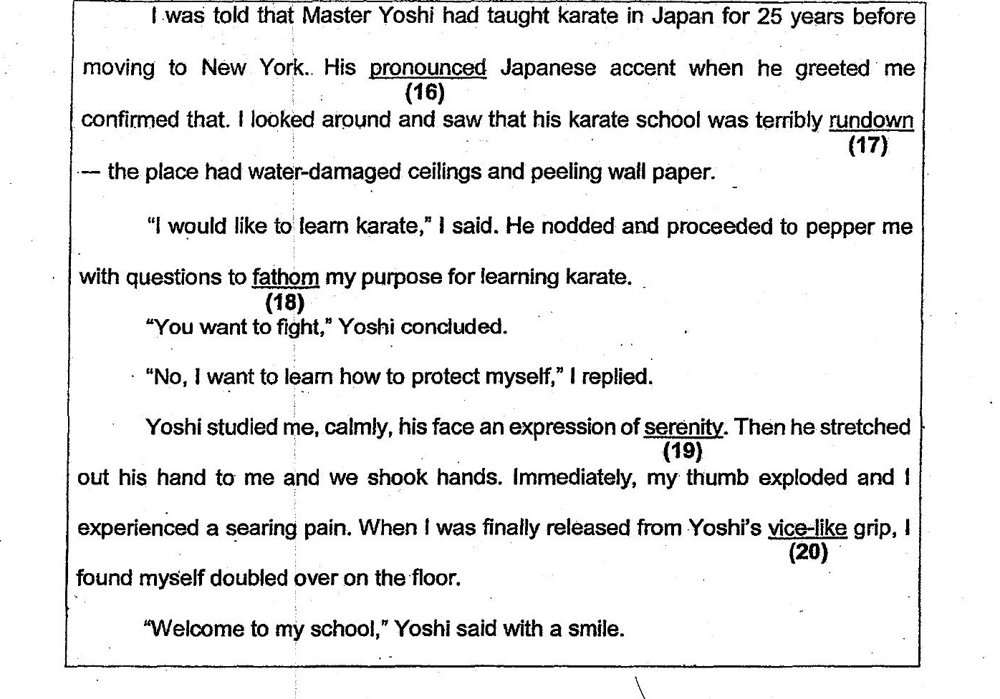 I was told that Master Yoshi had taught karate in Japan for 25 years before
moving to New York. His pronounced Japanese accent when he greeted me
(16)
confirmed that. I looked around and saw that his karate school was terribly rundown
(17)
— the place had water-damaged ceilings and peeling wall paper.
“I would like to learn karate,” I said. He nodded and proceeded to pepper me
with questions to fathom my purpose for learning karate.
(18)
“You want to fight,” Yoshi concluded.
“No, I want to learn how to protect myself,” I replied.
Yoshi studied me, calmly, his face an expression of serenity. Then he stretched
(19)
out his hand to me and we shook hands. Immediately, my thumb exploded and I
experienced a searing pain. When I was finally released from Yoshi’s vice-like grip, I
(20)
found myself doubled over on the floor.
“Welcome to my school,” Yoshi said with a smile.